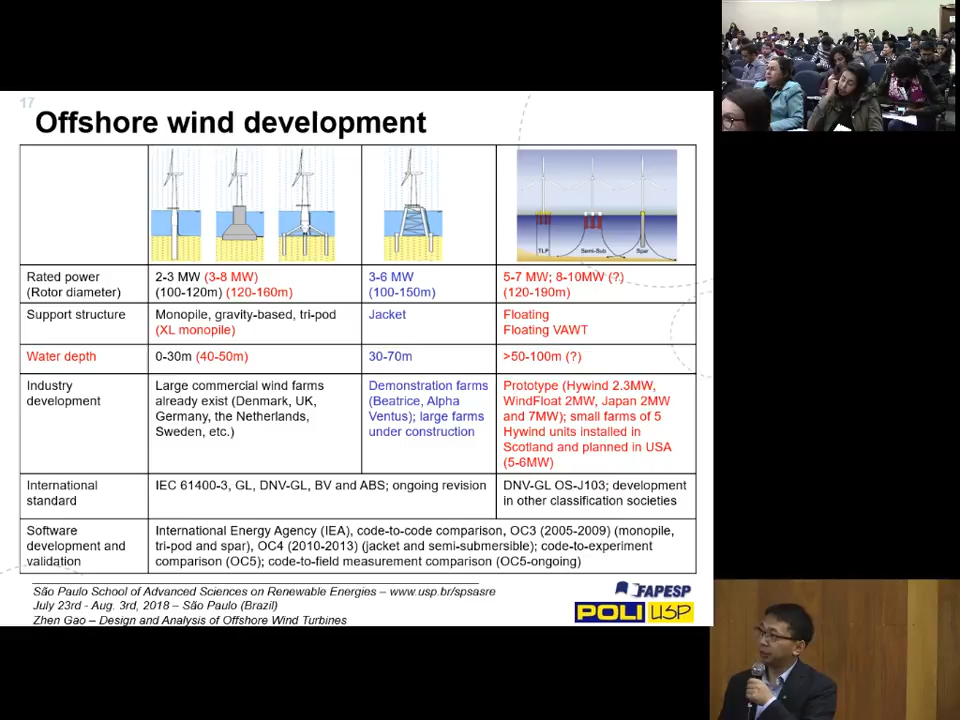 17
Offshore wind development
TLP
Semi-Sub
Spar
Rated power
(Rotor diameter)
2-3 MW (3-8 MW)
(100-120m) (120-160m)
3-6 MW
(100-150m)
5-7 MW; 8-10MW (?)
(120-190m)
Support structure
Monopile, gravity-based, tri-pod
(XL monopile)
Jacket
Floating
Floating VAWT
Water depth
0-30m (40-50m)
30-70m
>50-100m (?)
Industry
development
Large commercial wind farms
already exist (Denmark, UK,
Germany, the Netherlands,
Sweden, etc.)
Demonstration farms
(Beatrice, Alpha
Ventus); large farms
under construction
Prototype (Hywind 2.3MW,
WindFloat 2MW, Japan 2MW
and 7MW); small farms of 5
Hywind units installed in
Scotland and planned in USA
(5-6MW)
International
standard
IEC 61400-3, GL, DNV-GL, BV and ABS; ongoing revision
DNV-GL OS-J103; development
in other classification societies
Software
development and
validation
International Energy Agency (IEA), code-to-code comparison, OC3 (2005-2009) (monopile,
tri-pod and spar), OC4 (2010-2013) (jacket and semi-submersible); code-to-experiment
comparison (OC5); code-to-field measurement comparison (OC5-ongoing)
São Paulo School of Advanced Sciences on Renewable Energies – www.usp.br/spsasre
July 23rd - Aug. 3rd, 2018 – São Paulo (Brazil)
Zhen Gao – Design and Analysis of Offshore Wind Turbines
FAPESP
POLI USP